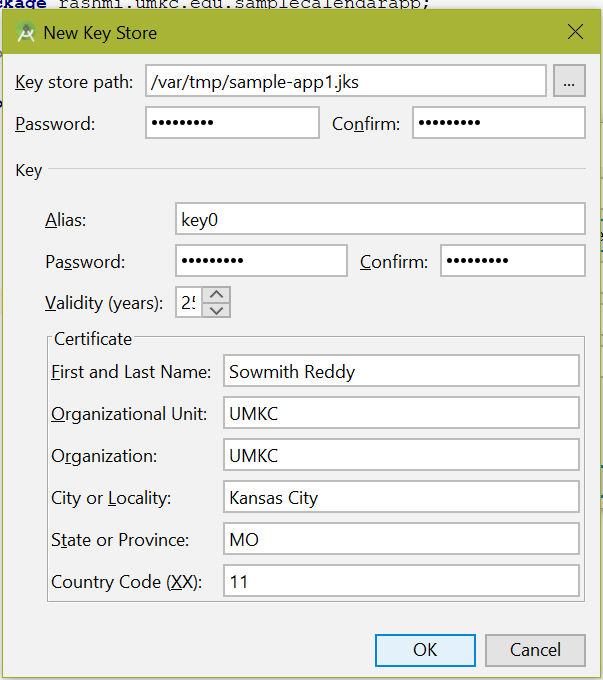 ckage rashmi.umkc.edu.samplecalendarapp;
New Key Store
Key store path: /var/tmp/sample-app1.jks ...
Password: ••••••••• Confirm: •••••••••
Key
Alias: key0
Password: ••••••••• Confirm: •••••••••
Validity (years): 25
Certificate
First and Last Name: Sowmith Reddy
Organizational Unit: UMKC
Organization: UMKC
City or Locality: Kansas City
State or Province: MO
Country Code (XX): 11
OK Cancel